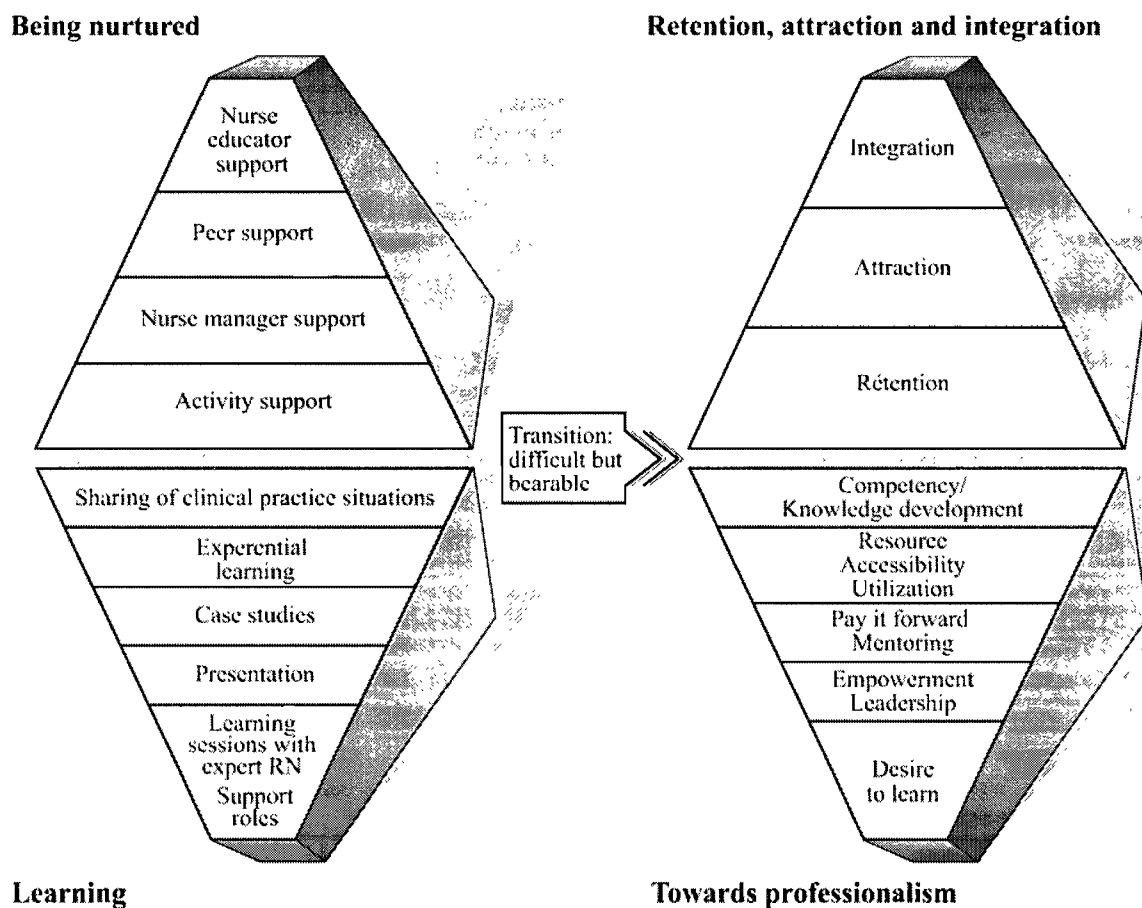 Being nurtured
Nurse
educator
support
Peer support
Nurse manager support
Activity support
Sharing of clinical practice situations
Experential
learning
Case studies
Presentation
Learning
sessions with
expert RN
Support
roles
Learning
Transition:
difficult but
bearable
Retention, attraction and integration
Integration
Attraction
Rétention
Competency/
Knowledge development
Resource
Accessibility
Utilization
Pay it forward
Mentoring
Empowerment
Leadership
Desire
to learn
Towards professionalism